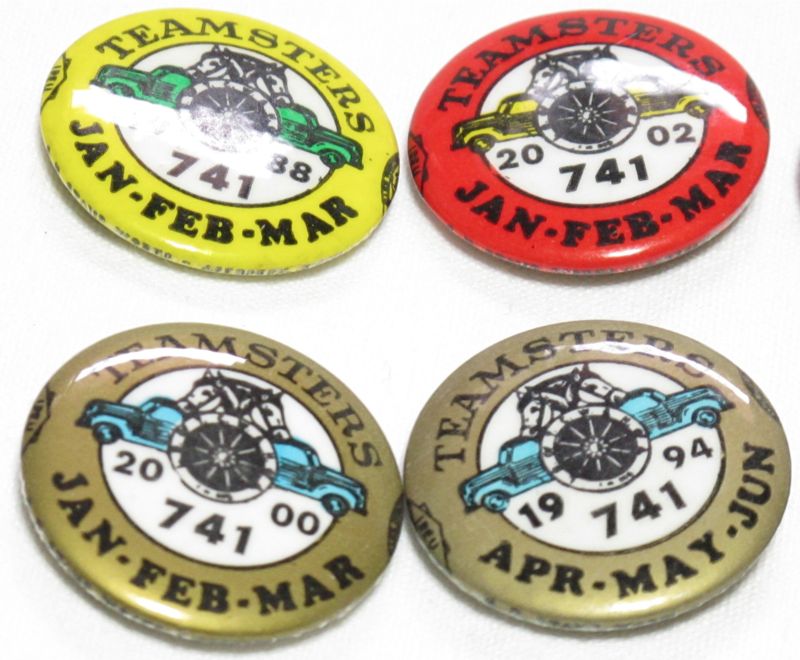 TEAMSTERS
88
741
JAN-FEB-MAR
TEAMSTERS
20 02
741
JAN-FEB-MAR
TEAMSTERS
20 00
741
JAN-FEB-MAR
TEAMSTERS
19 94
741
APR-MAY-JUN